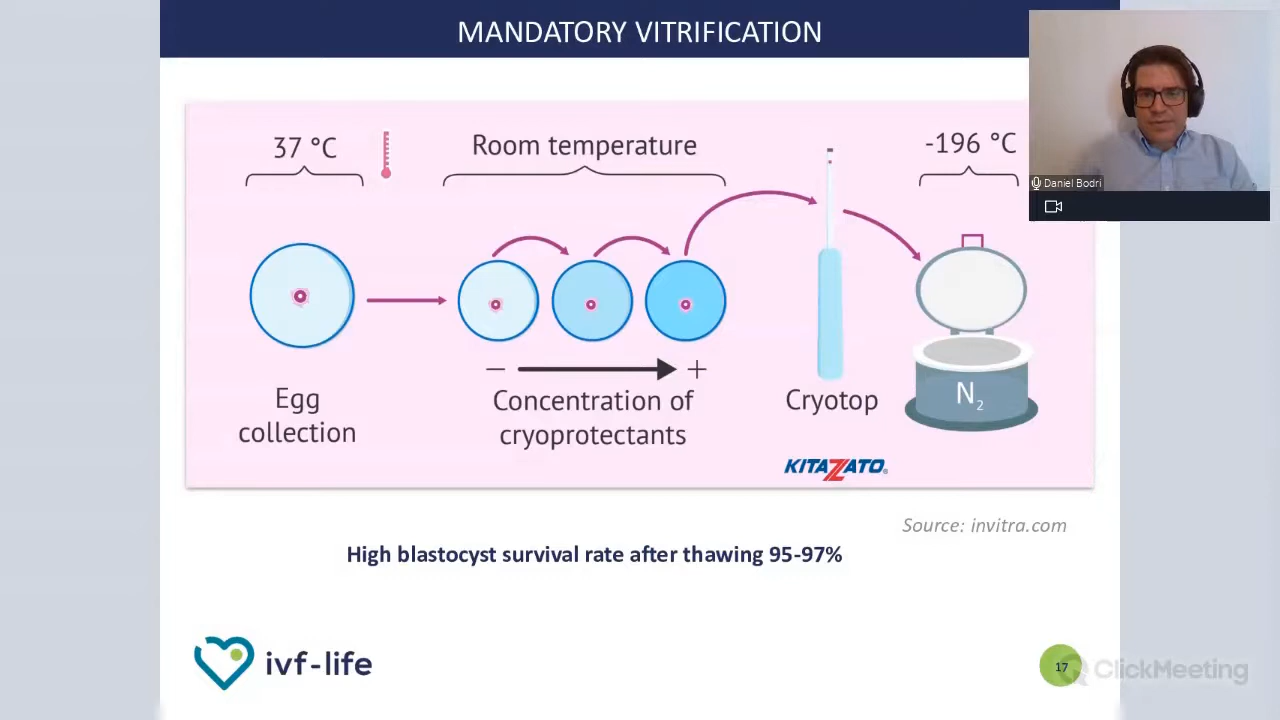 MANDATORY VITRIFICATION
37 °C
Room temperature
-196 °C
Daniel Bodri
− +
Egg
collection
Concentration of
cryoprotectants
Cryotop
N₂
KITAZATO
Source: invitra.com
High blastocyst survival rate after thawing 95-97%
ivf-life
17
ClickMeeting